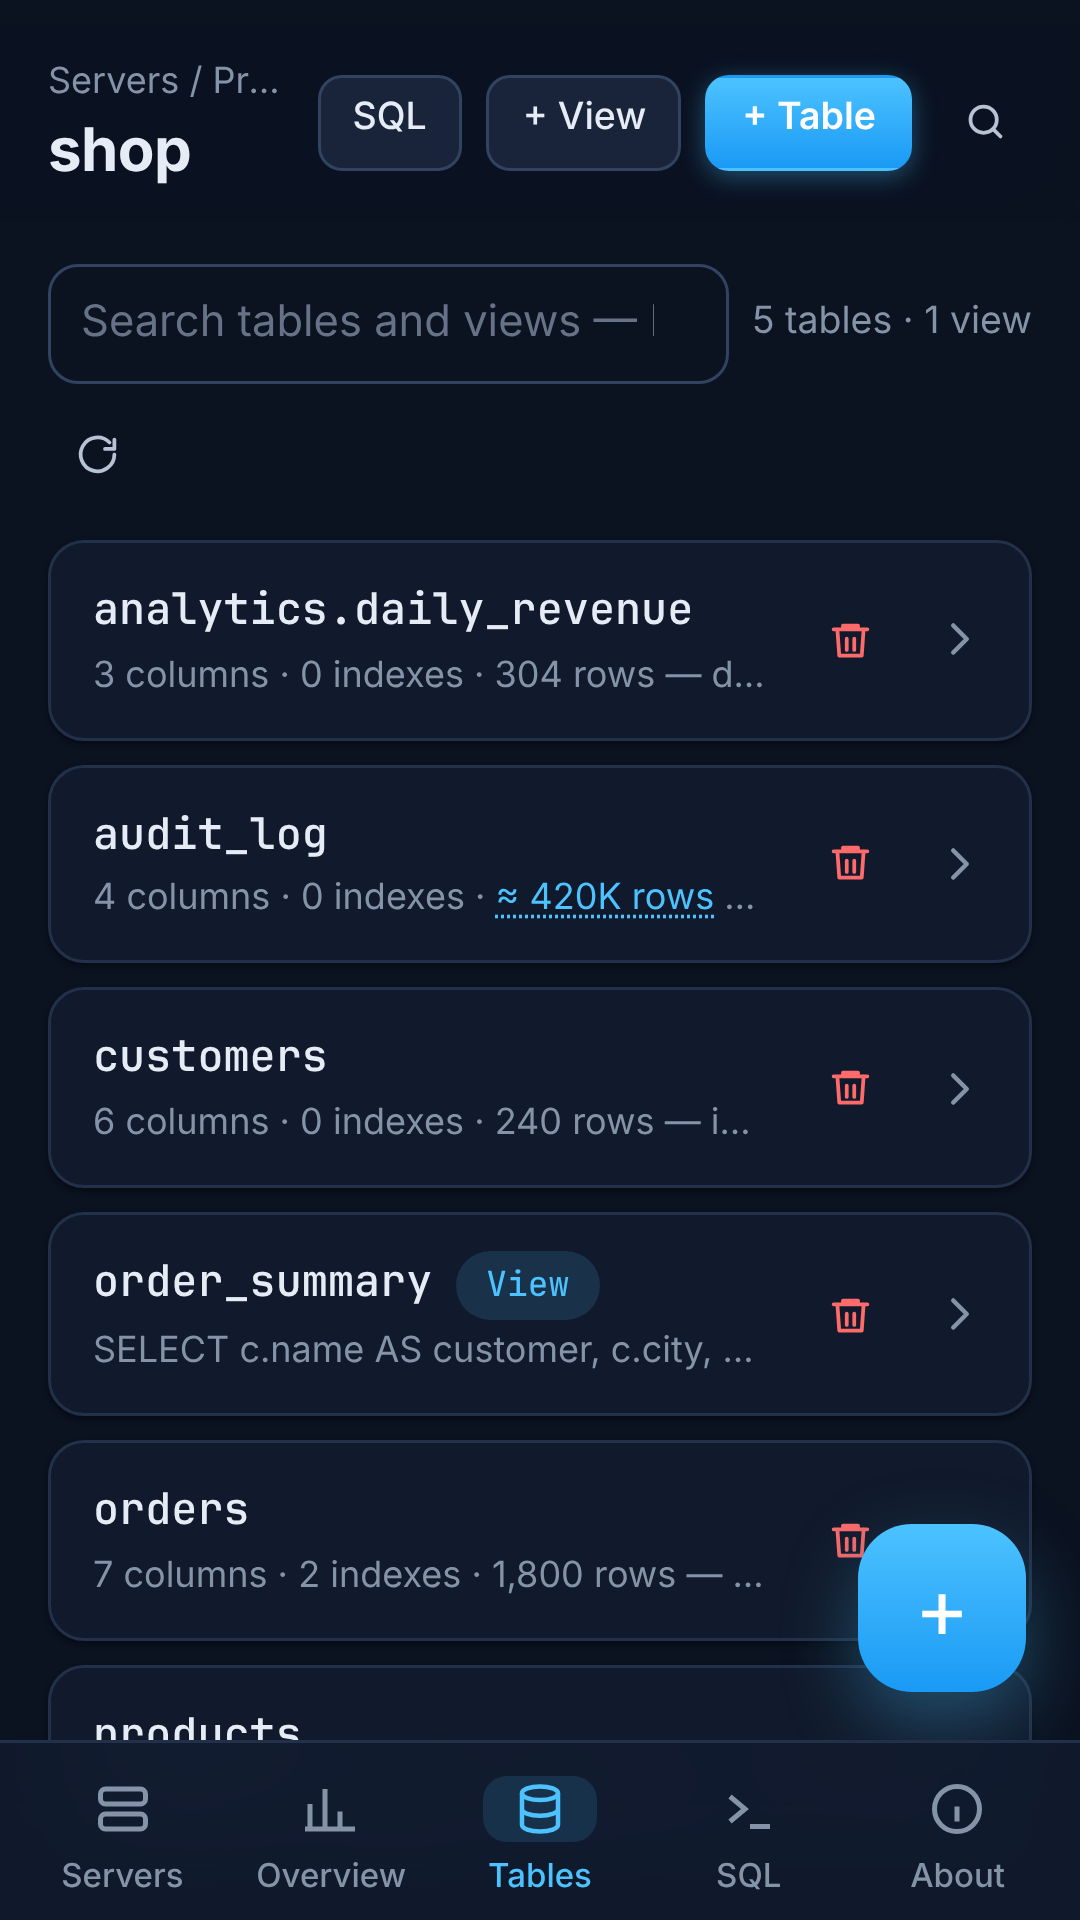 Servers / Pr...
shop
SQL
+ View
+ Table
Search tables and views —
5 tables · 1 view
analytics.daily_revenue
3 columns · 0 indexes · 304 rows — d...
audit_log
4 columns · 0 indexes · ≈ 420K rows ...
customers
6 columns · 0 indexes · 240 rows — i...
order_summary View
SELECT c.name AS customer, c.city, ...
orders
7 columns · 2 indexes · 1,800 rows — ...
+
products
Servers
Overview
Tables
SQL
About